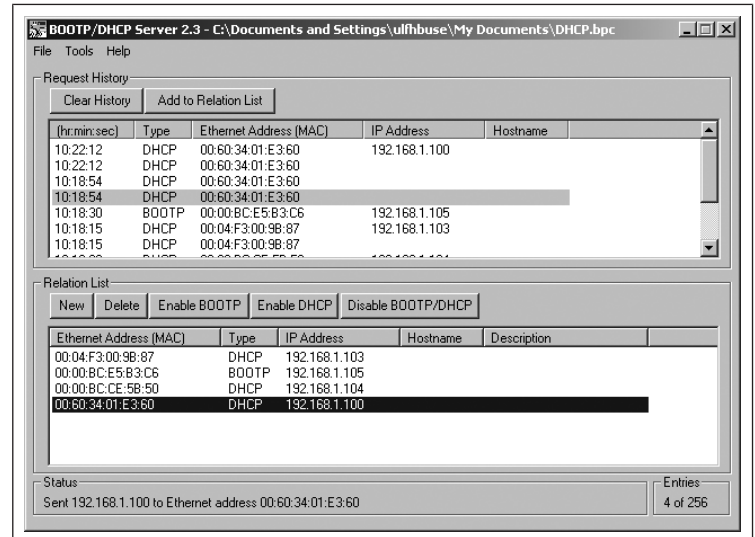 BOOTP/DHCP Server 2.3 - C:\Documents and Settings\ulfhbuse\My Documents\DHCP.bpc
File Tools Help
Request History
Clear History Add to Relation List
(hr:min:sec) Type Ethernet Address (MAC) IP Address Hostname
10:22:12 DHCP 00:60:34:01:E3:60 192.168.1.100
10:22:12 DHCP 00:60:34:01:E3:60
10:18:54 DHCP 00:60:34:01:E3:60
10:18:54 DHCP 00:60:34:01:E3:60
10:18:30 BOOTP 00:00:BC:E5:B3:C6 192.168.1.105
10:18:15 DHCP 00:04:F3:00:9B:87 192.168.1.103
10:18:15 DHCP 00:04:F3:00:9B:87
Relation List
New Delete Enable BOOTP Enable DHCP Disable BOOTP/DHCP
Ethernet Address (MAC) Type IP Address Hostname Description
00:04:F3:00:9B:87 DHCP 192.168.1.103
00:00:BC:E5:B3:C6 BOOTP 192.168.1.105
00:00:BC:CE:5B:50 DHCP 192.168.1.104
00:60:34:01:E3:60 DHCP 192.168.1.100
Status
Sent 192.168.1.100 to Ethernet address 00:60:34:01:E3:60
Entries
4 of 256